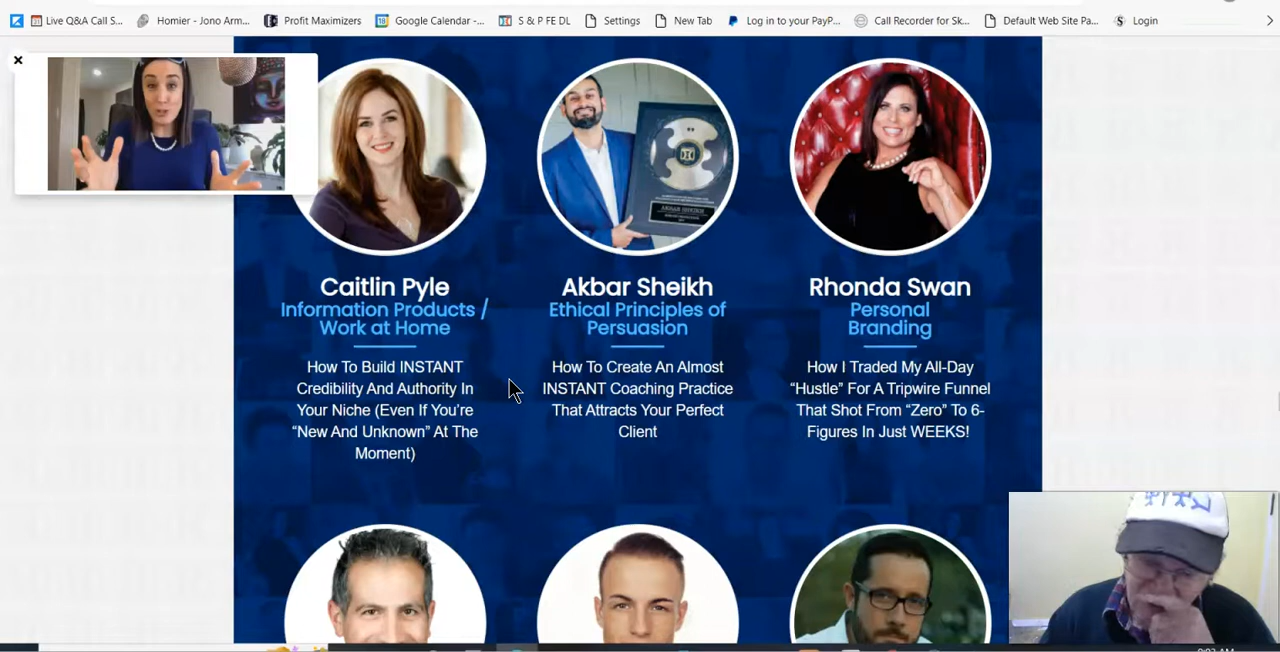 Live Q&A Call S...
Homier - Jono Arm...
Profit Maximizers
Google Calendar -...
S & P FE DL
Settings
New Tab
Log in to your PayP...
Call Recorder for Sk...
Default Web Site Pa...
Login
Caitlin Pyle
Information Products /
Work at Home
How To Build INSTANT
Credibility And Authority In
Your Niche (Even If You’re
“New And Unknown” At The
Moment)
Akbar Sheikh
Ethical Principles of
Persuasion
How To Create An Almost
INSTANT Coaching Practice
That Attracts Your Perfect
Client
AKBAR SHEIKH
Rhonda Swan
Personal
Branding
How I Traded My All-Day
“Hustle” For A Tripwire Funnel
That Shot From “Zero” To 6-
Figures In Just WEEKS!